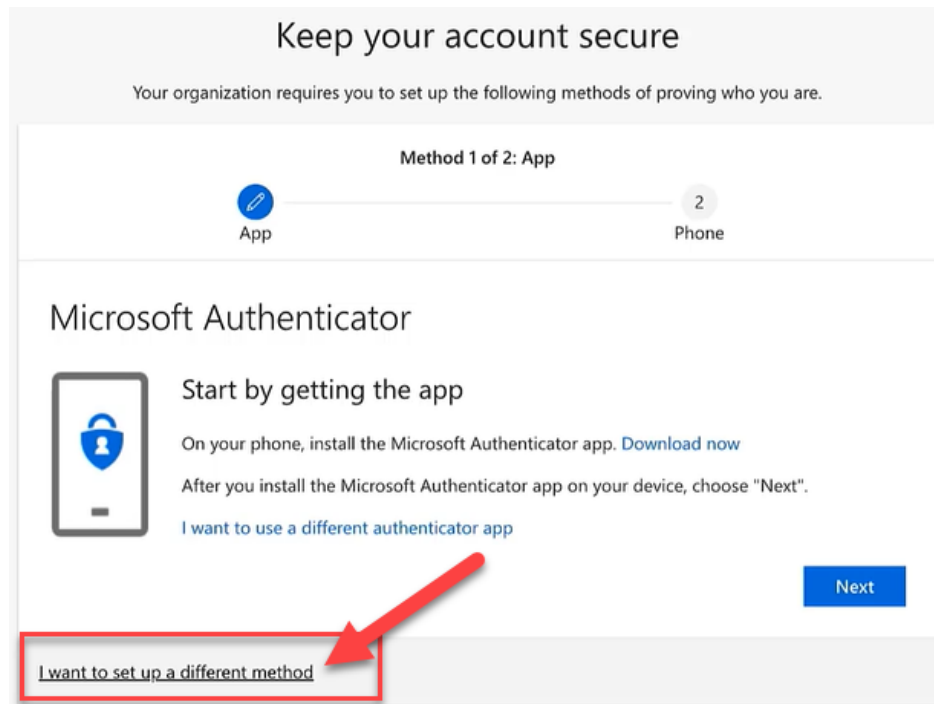 Keep your account secure
Your organization requires you to set up the following methods of proving who you are.
Method 1 of 2: App
2
App
Phone
Microsoft Authenticator
Start by getting the app
On your phone, install the Microsoft Authenticator app. Download now
After you install the Microsoft Authenticator app on your device, choose "Next".
I want to use a different authenticator app
Next
I want to set up a different method